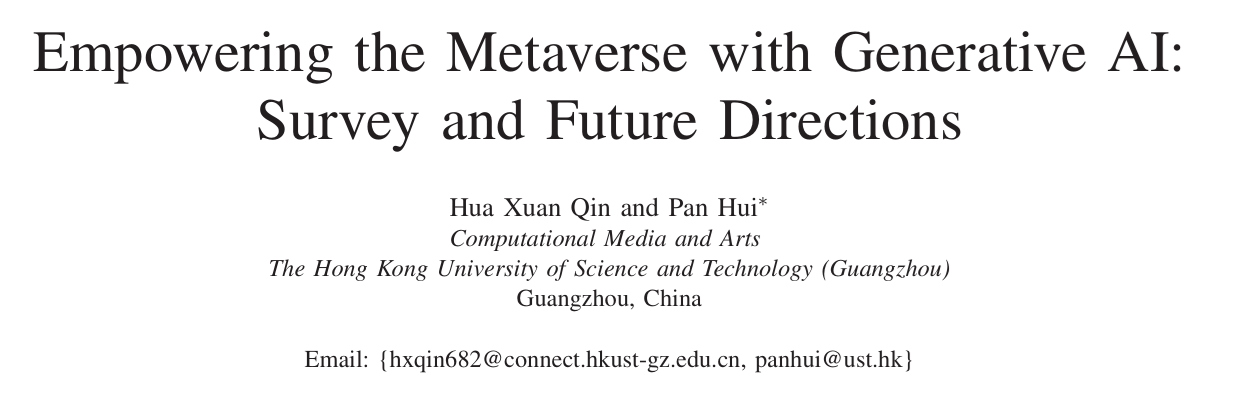 Empowering the Metaverse with Generative AI:
Survey and Future Directions
Hua Xuan Qin and Pan Hui*
Computational Media and Arts
The Hong Kong University of Science and Technology (Guangzhou)
Guangzhou, China
Email: {hxqin682@connect.hkust-gz.edu.cn, panhui@ust.hk}